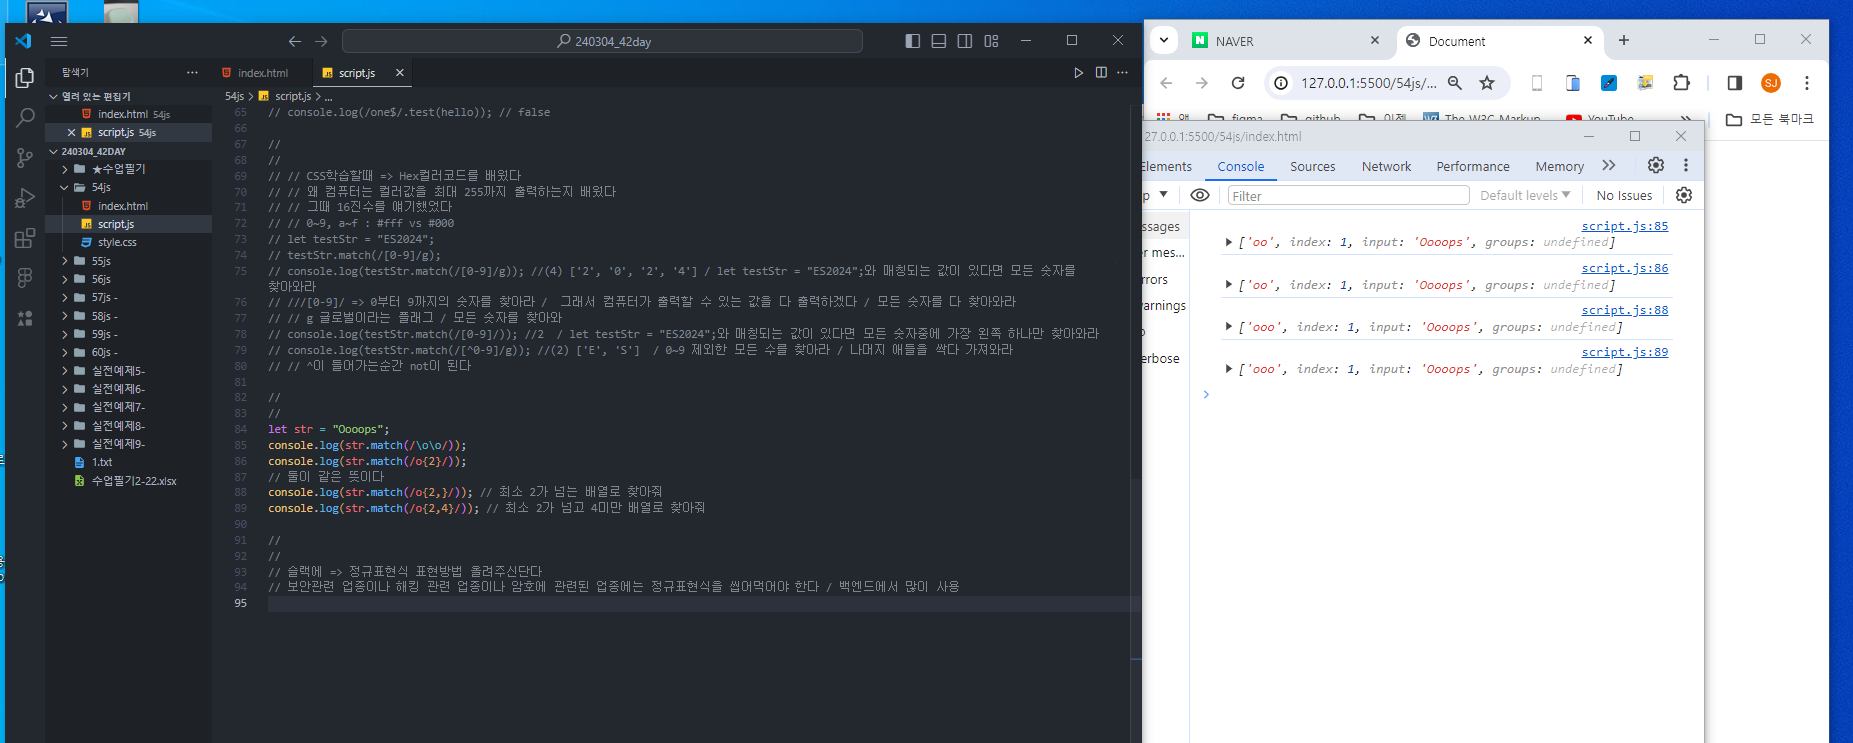 240304_42day
탐색기
index.html
script.js
열려 있는 편집기
index.html 54js
script.js 54js
240304_42DAY
★수업필기
54js
index.html
script.js
style.css
55js
56js
57js -
58js -
59js -
60js -
실전예제5-
실전예제6-
실전예제7-
실전예제8-
실전예제9-
1.txt
수업필기2-22.xlsx
54js > script.js > ...
65 // console.log(/one$/.test(hello)); // false
66
67 //
68 //
69 // // CSS학습할때 => Hex컬러코드를 배웠다
70 // // 왜 컴퓨터는 컬러값을 최대 255까지 출력하는지 배웠다
71 // // 그때 16진수를 얘기했었다
72 // // 0~9, a~f : #fff vs #000
73 // let testStr = "ES2024";
74 // testStr.match(/[0-9]/g);
75 // console.log(testStr.match(/[0-9]/g)); //(4) ['2', '0', '2', '4'] / let testStr = "ES2024";와 매칭되는 값이 있다면 모든 숫자를
찾아와라
76 // ///[0-9]/ => 0부터 9까지의 숫자를 찾아라 /  그래서 컴퓨터가 출력할 수 있는 값을 다 출력하겠다 / 모든 숫자를 다 찾아와라
77 // // g 글로벌이라는 플래그 / 모든 숫자를 찾아와
78 // console.log(testStr.match(/[0-9]/)); //2  / let testStr = "ES2024";와 매칭되는 값이 있다면 모든 숫자중에 가장 왼쪽 하나만 찾아와라
79 // console.log(testStr.match(/[^0-9]/g)); //(2) ['E', 'S']  / 0~9 제외한 모든 수를 찾아라 / 나머지 애들을 싹다 가져와라
80 // // ^이 들어가는순간 not이 된다
81
82 //
83 //
84 let str = "Oooops";
85 console.log(str.match(/\o\o/));
86 console.log(str.match(/o{2}/));
87 // 둘이 같은 뜻이다
88 console.log(str.match(/o{2,}/)); // 최소 2가 넘는 배열로 찾아줘
89 console.log(str.match(/o{2,4}/)); // 최소 2가 넘고 4미만 배열로 찾아줘
90
91 //
92 //
93 // 슬랙에 => 정규표현식 표현방법 올려주신단다
94 // 보안관련 업종이나 해킹 관련 업종이나 암호에 관련된 업종에는 정규표현식을 씹어먹어야 한다 / 백엔드에서 많이 사용
95
NAVER
Document
127.0.0.1:5500/54js/...
SJ
figma
github
이젠
The W3C Markup
YouTube
모든 북마크
27.0.0.1:5500/54js/index.html
Elements Console Sources Network Performance Memory
p
Filter
Default levels
No Issues
ssages
er mes...
rrors
varnings
o
erbose
script.js:85
['oo', index: 1, input: 'Oooops', groups: undefined]
script.js:86
['oo', index: 1, input: 'Oooops', groups: undefined]
script.js:88
['ooo', index: 1, input: 'Oooops', groups: undefined]
script.js:89
['ooo', index: 1, input: 'Oooops', groups: undefined]